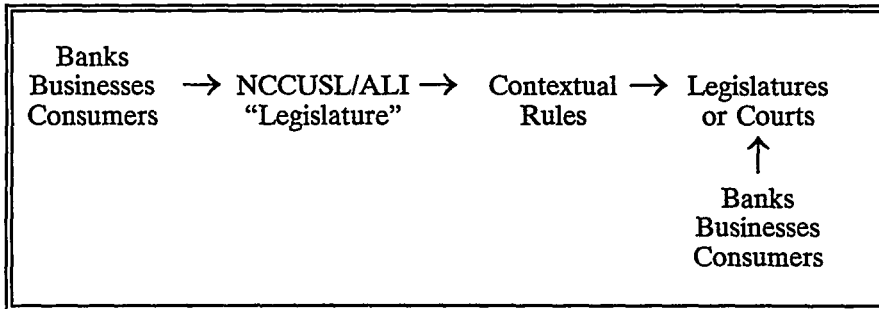 Banks
Businesses → NCCUSL/ALI → Contextual → Legislatures
Consumers “Legislature” Rules or Courts
↑
Banks
Businesses
Consumers